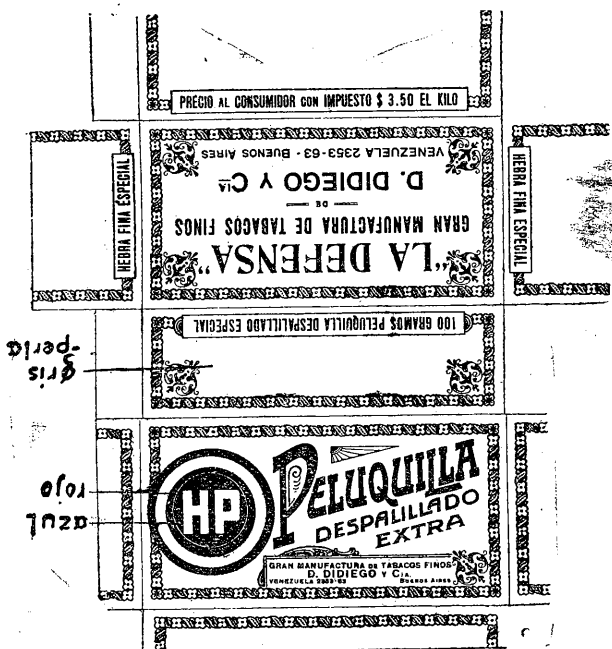 PRECIO AL CONSUMIDOR CON IMPUESTO $ 3.50 EL KILO
HEBRA FINA ESPECIAL
"LA DEFENSA"
GRAN MANUFACTURA DE TABACOS FINOS
DE
D. DIDIEGO Y CIA
VENEZUELA 2353-63 - BUENOS AIRES
HEBRA FINA ESPECIAL
100 GRAMOS PELUQUILLA DESPALILLADO ESPECIAL
gris
-perla
rojo
azul
HP
PELUQUILLA
DESPALILLADO
EXTRA
GRAN MANUFACTURA DE TABACOS FINOS
D. DIDIEGO Y CIA.
VENEZUELA 2353-63 BUENOS AIRES